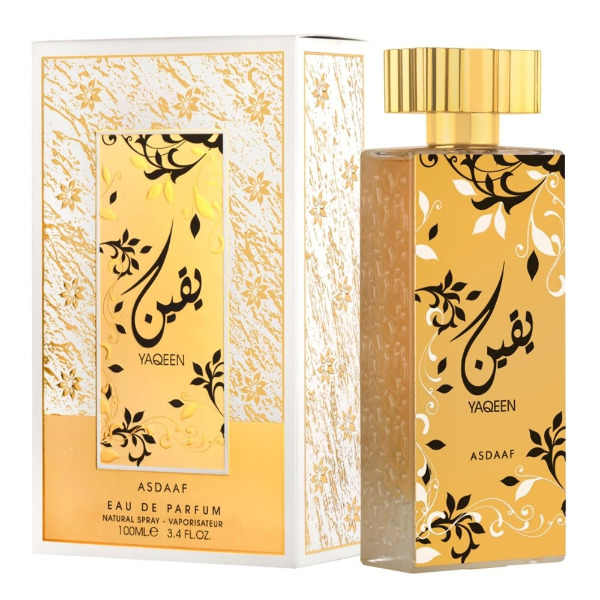 يقين
YAQEEN
ASDAAF
EAU DE PARFUM
NATURAL SPRAY - VAPORISATEUR
100ML℮ 3.4 FL.OZ.
يقين
YAQEEN
ASDAAF